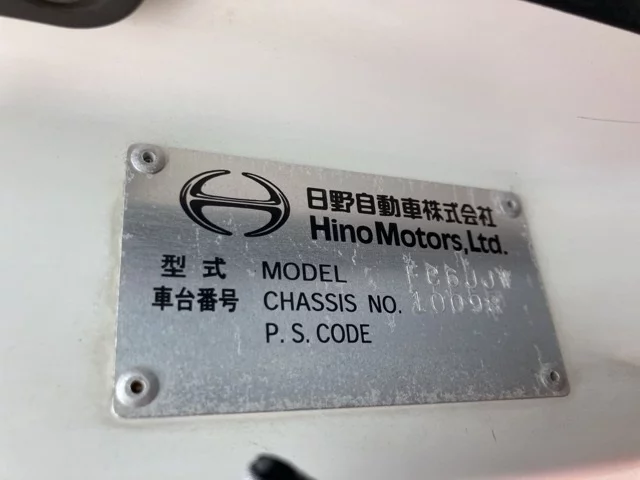 日野自動車株式会社
Hino Motors, Ltd.
型式 MODEL
車台番号 CHASSIS NO.
P.S.CODE